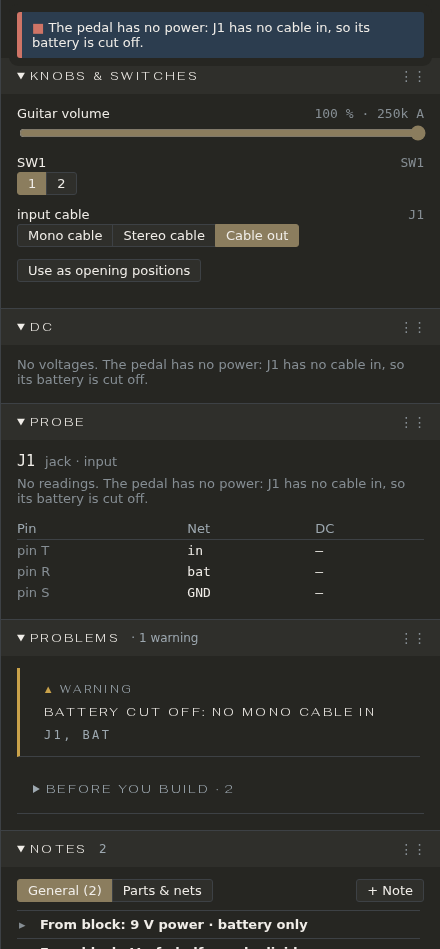 The pedal has no power: J1 has no cable in, so its
battery is cut off.
KNOBS & SWITCHES
Guitar volume 100 % · 250k A
SW1 SW1
1 2
input cable J1
Mono cable Stereo cable Cable out
Use as opening positions
DC
No voltages. The pedal has no power: J1 has no cable in, so
its battery is cut off.
PROBE
J1 jack · input
No readings. The pedal has no power: J1 has no cable in, so
its battery is cut off.
Pin Net DC
pin T in –
pin R bat –
pin S GND –
PROBLEMS · 1 warning
WARNING
BATTERY CUT OFF: NO MONO CABLE IN
J1, BAT
BEFORE YOU BUILD · 2
NOTES 2
General (2) Parts & nets + Note
From block: 9 V power · battery only